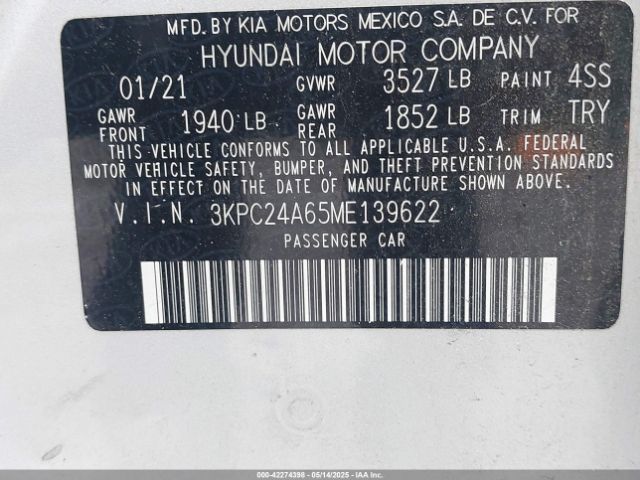 MFD. BY KIA MOTORS MEXICO S.A. DE C.V. FOR
HYUNDAI MOTOR COMPANY
01/21 GVWR 3527 LB PAINT 4SS
GAWR FRONT 1940 LB GAWR REAR 1852 LB TRIM TRY
THIS VEHICLE CONFORMS TO ALL APPLICABLE U.S.A. FEDERAL
MOTOR VEHICLE SAFETY, BUMPER, AND THEFT PREVENTION STANDARDS
IN EFFECT ON THE DATE OF MANUFACTURE SHOWN ABOVE.
V.I.N. 3KPC24A65ME139622
PASSENGER CAR
000-42274398 - 05/14/2025 - IAAI.COM